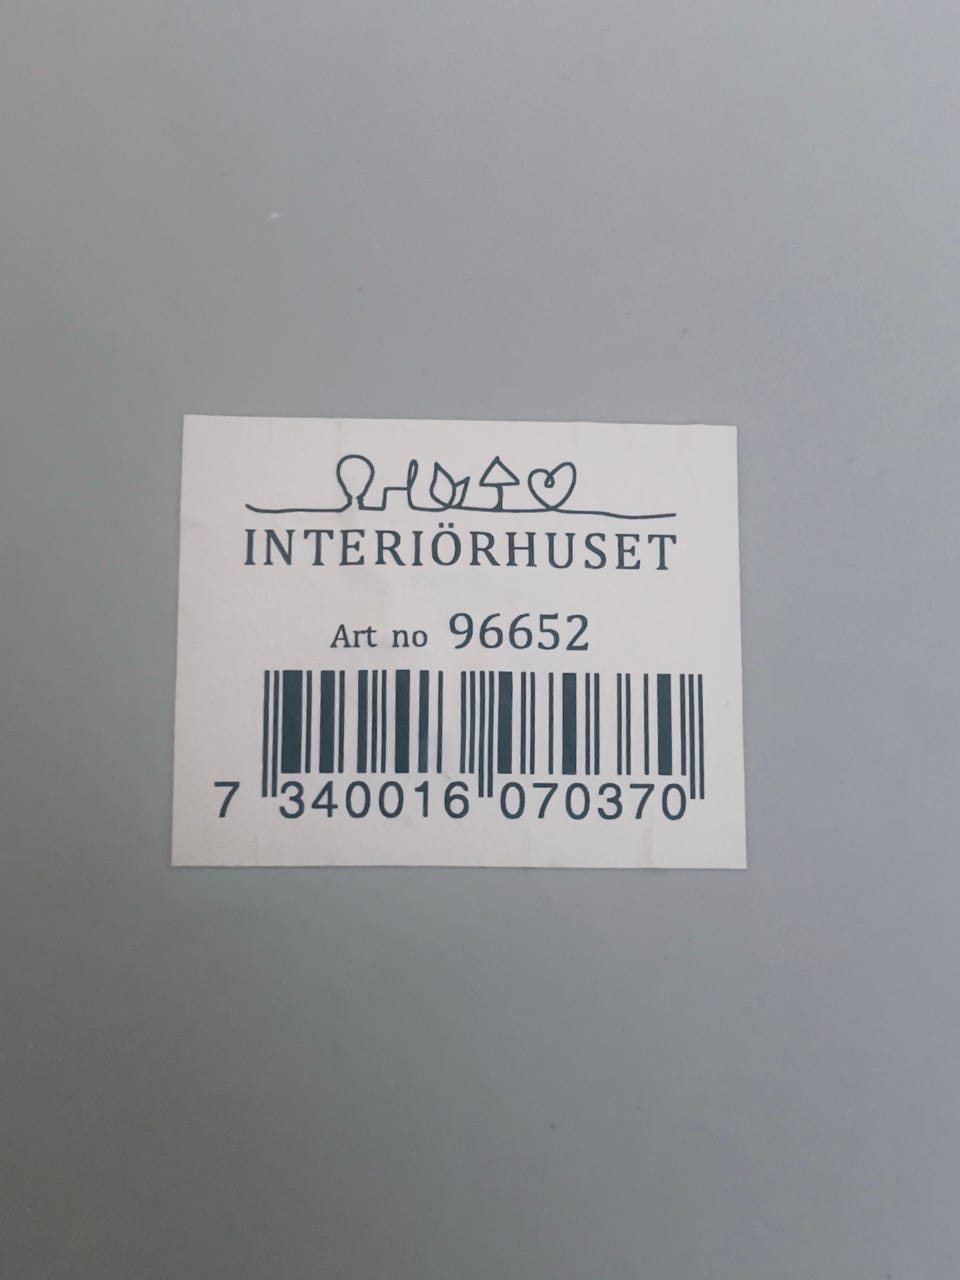 INTERIÖRHUSET
Art no 96652
7 340016 070370